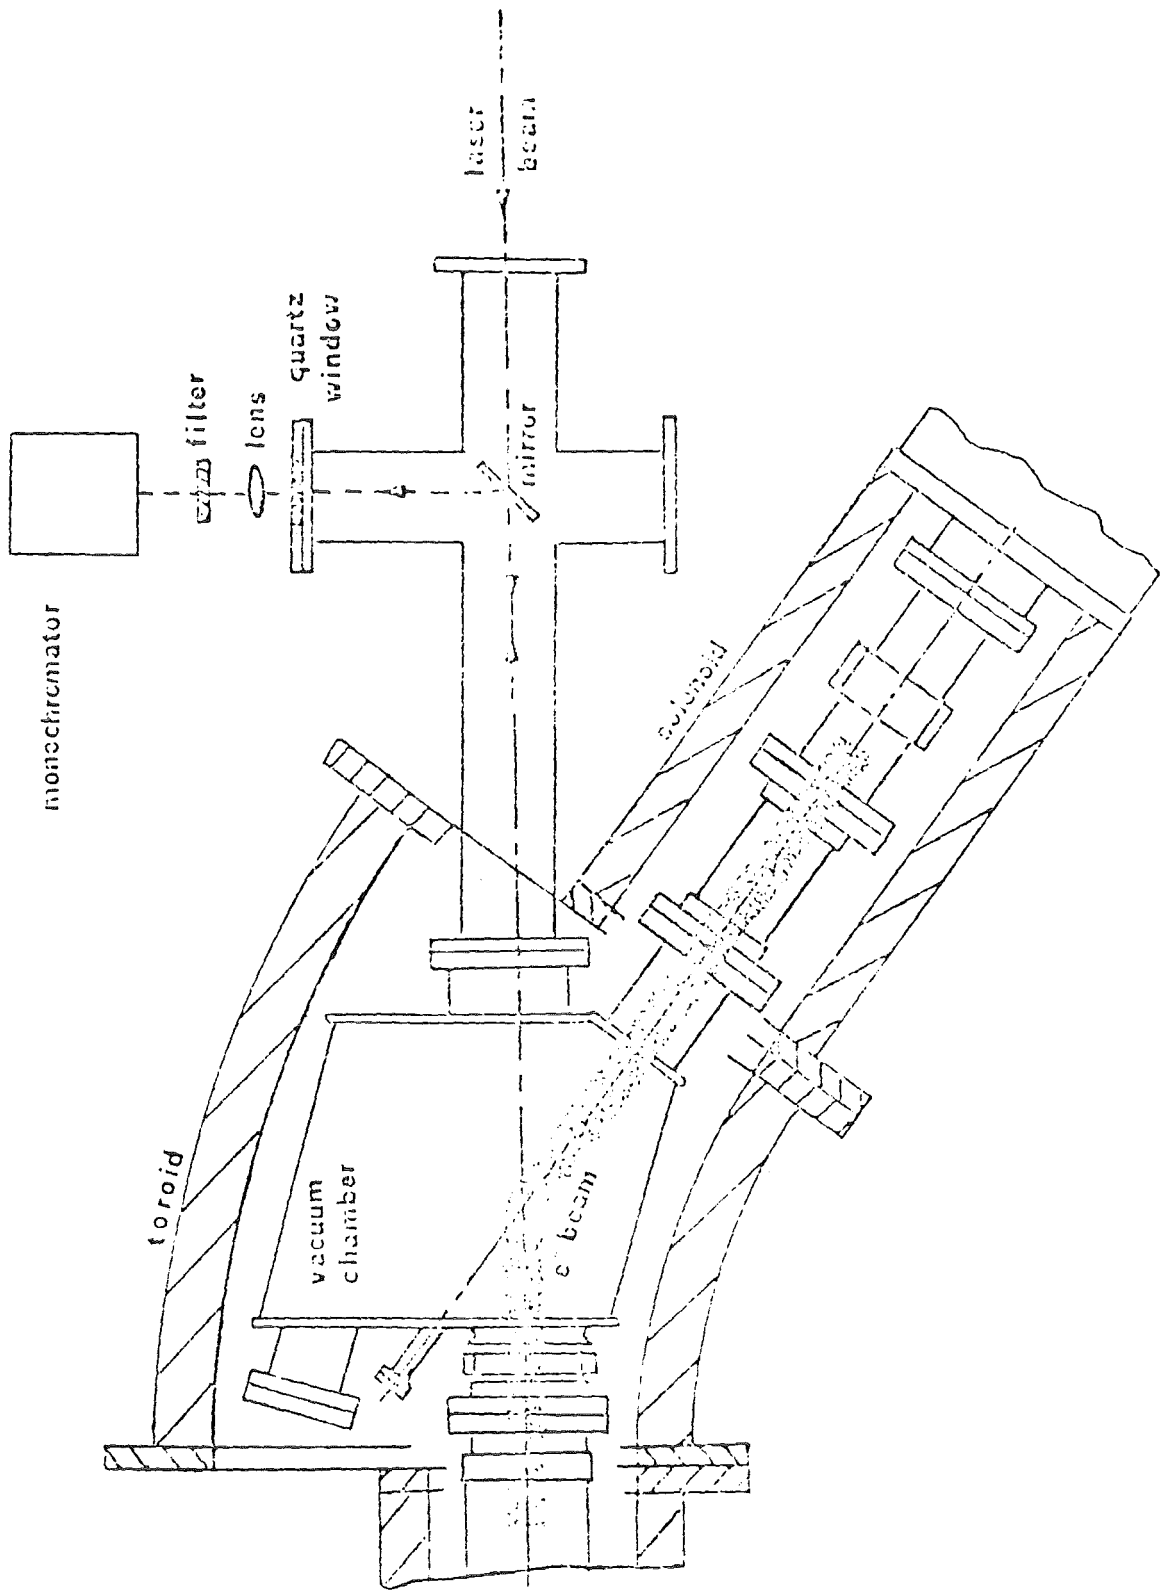 monochromator
filter
lens
quartz
window
laser
beam
mirror
solenoid
toroid
vacuum
chamber
e⁻ beam